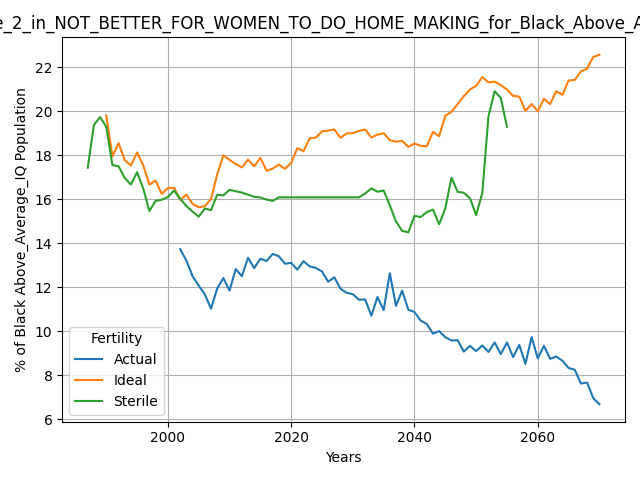 _2_in_NOT_BETTER_FOR_WOMEN_TO_DO_HOME_MAKING_for_Black_Above_A
% of Black Above_Average_IQ Population
22
20
18
16
14
12
10
8
6
Fertility
Actual
Ideal
Sterile
2000
2020
2040
2060
Years